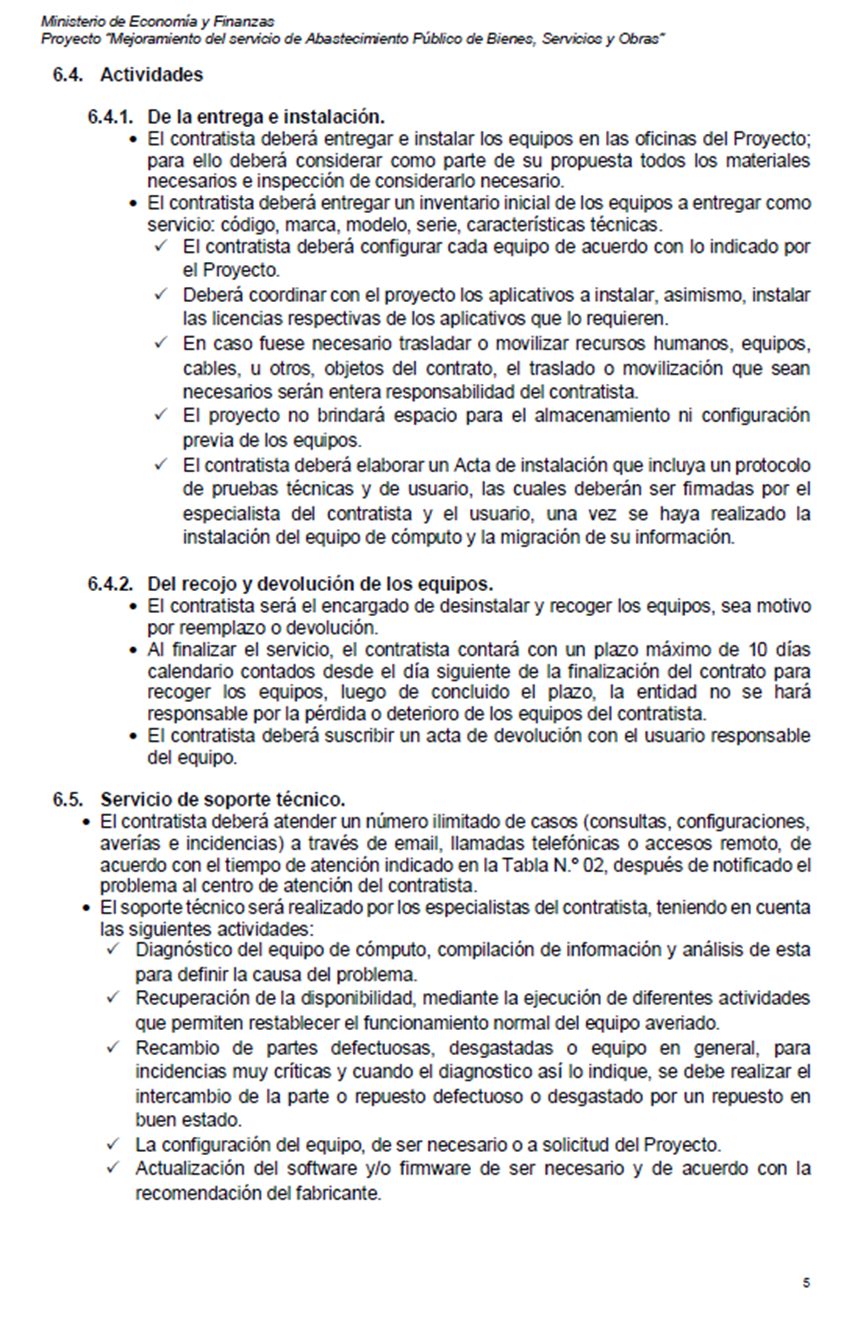 Ministerio de Economía y Finanzas
Proyecto "Mejoramiento del servicio de Abastecimiento Público de Bienes, Servicios y Obras"
6.4. Actividades
6.4.1. De la entrega e instalación.
• El contratista deberá entregar e instalar los equipos en las oficinas del Proyecto;
para ello deberá considerar como parte de su propuesta todos los materiales
necesarios e inspección de considerarlo necesario.
• El contratista deberá entregar un inventario inicial de los equipos a entregar como
servicio: código, marca, modelo, serie, características técnicas.
✓ El contratista deberá configurar cada equipo de acuerdo con lo indicado por
el Proyecto.
✓ Deberá coordinar con el proyecto los aplicativos a instalar, asimismo, instalar
las licencias respectivas de los aplicativos que lo requieren.
✓ En caso fuese necesario trasladar o movilizar recursos humanos, equipos,
cables, u otros, objetos del contrato, el traslado o movilización que sean
necesarios serán entera responsabilidad del contratista.
✓ El proyecto no brindará espacio para el almacenamiento ni configuración
previa de los equipos.
✓ El contratista deberá elaborar un Acta de instalación que incluya un protocolo
de pruebas técnicas y de usuario, las cuales deberán ser firmadas por el
especialista del contratista y el usuario, una vez se haya realizado la
instalación del equipo de cómputo y la migración de su información.
6.4.2. Del recojo y devolución de los equipos.
• El contratista será el encargado de desinstalar y recoger los equipos, sea motivo
por reemplazo o devolución.
• Al finalizar el servicio, el contratista contará con un plazo máximo de 10 días
calendario contados desde el día siguiente de la finalización del contrato para
recoger los equipos, luego de concluido el plazo, la entidad no se hará
responsable por la pérdida o deterioro de los equipos del contratista.
• El contratista deberá suscribir un acta de devolución con el usuario responsable
del equipo.
6.5. Servicio de soporte técnico.
• El contratista deberá atender un número ilimitado de casos (consultas, configuraciones,
averías e incidencias) a través de email, llamadas telefónicas o accesos remoto, de
acuerdo con el tiempo de atención indicado en la Tabla N.° 02, después de notificado el
problema al centro de atención del contratista.
• El soporte técnico será realizado por los especialistas del contratista, teniendo en cuenta
las siguientes actividades:
✓ Diagnóstico del equipo de cómputo, compilación de información y análisis de esta
para definir la causa del problema.
✓ Recuperación de la disponibilidad, mediante la ejecución de diferentes actividades
que permiten restablecer el funcionamiento normal del equipo averiado.
✓ Recambio de partes defectuosas, desgastadas o equipo en general, para
incidencias muy críticas y cuando el diagnostico así lo indique, se debe realizar el
intercambio de la parte o repuesto defectuoso o desgastado por un repuesto en
buen estado.
✓ La configuración del equipo, de ser necesario o a solicitud del Proyecto.
✓ Actualización del software y/o firmware de ser necesario y de acuerdo con la
recomendación del fabricante.
5